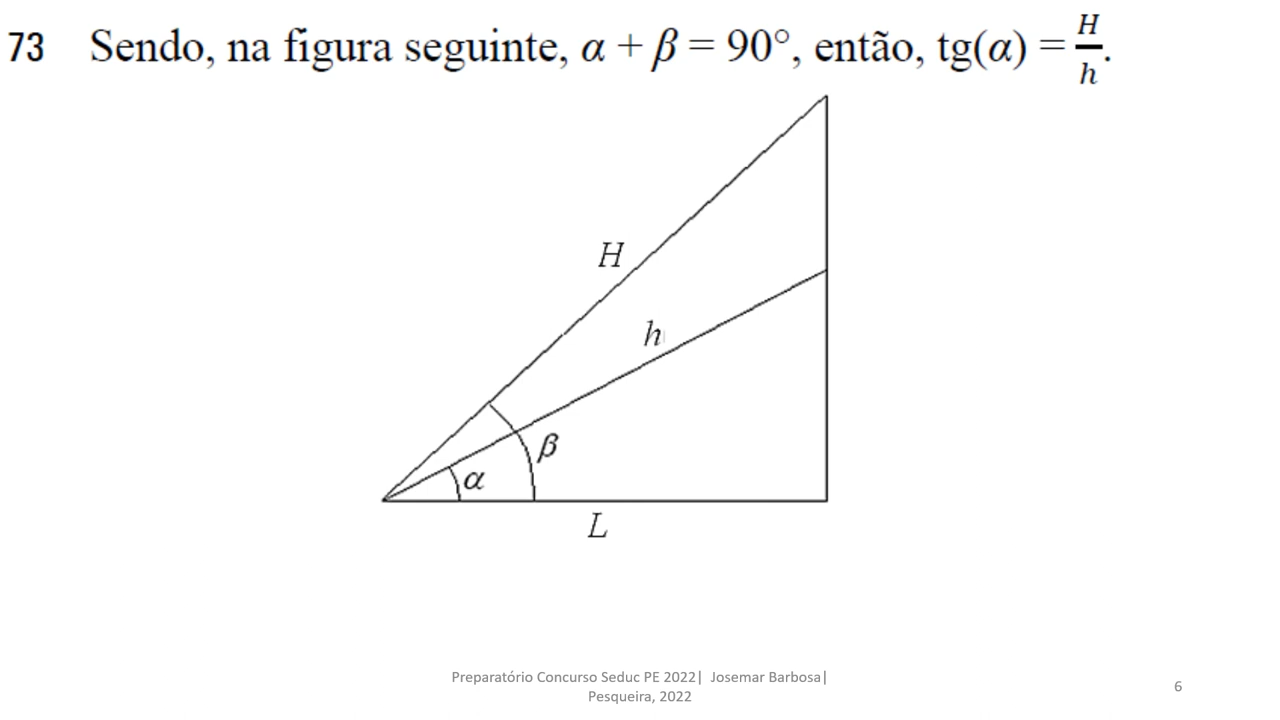 73 Sendo, na figura seguinte, α + β = 90°, então, tg(α) = H/h.
H
h
β
α
L
Preparatório Concurso Seduc PE 2022| Josemar Barbosa|
Pesqueira, 2022
6